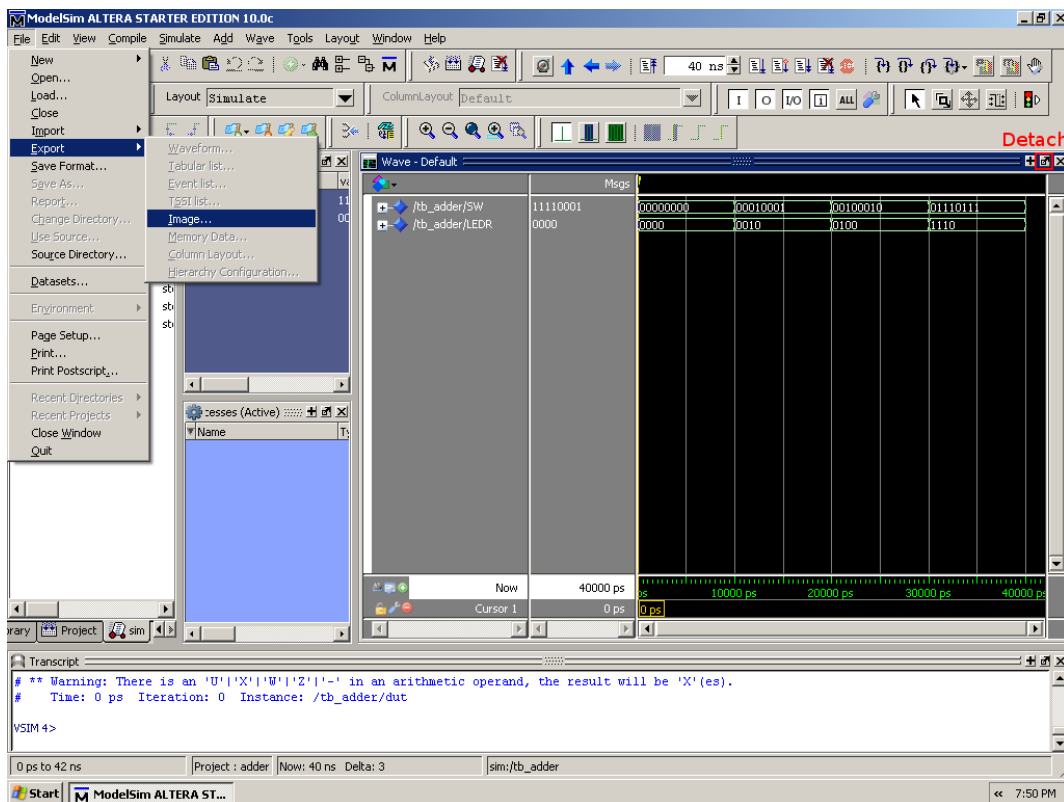 ModelSim ALTERA STARTER EDITION 10.0c
File Edit View Compile Simulate Add Wave Tools Layout Window Help
New
Open...
Load...
Close
Import
Export
Save Format...
Save As...
Report...
Change Directory...
Use Source...
Source Directory...
Datasets...
Environment
Page Setup...
Print...
Print Postscript...
Recent Directories
Recent Projects
Close Window
Quit
Waveform...
Tabular list...
Event list...
TSSI list...
Image...
Memory Data...
Column Layout...
Hierarchy Configuration...
40 ns
Layout Simulate
ColumnLayout Default
I O I/O ALL
Detach
Wave - Default
Msgs
/tb_adder/SW 11110001 00000000 00010001 00100010 01110111
/tb_adder/LEDR 0000 0000 0010 0100 1110
cesses (Active)
Name
Now 40000 ps
ps 10000 ps 20000 ps 30000 ps 40000 ps
Cursor 1 0 ps 0 ps
rary Project sim
Transcript
# ** Warning: There is an 'U'|'X'|'W'|'Z'|'-' in an arithmetic operand, the result will be 'X'(es).
# Time: 0 ps Iteration: 0 Instance: /tb_adder/dut
VSIM 4>
0 ps to 42 ns Project : adder Now: 40 ns Delta: 3 sim:/tb_adder
Start ModelSim ALTERA ST... « 7:50 PM